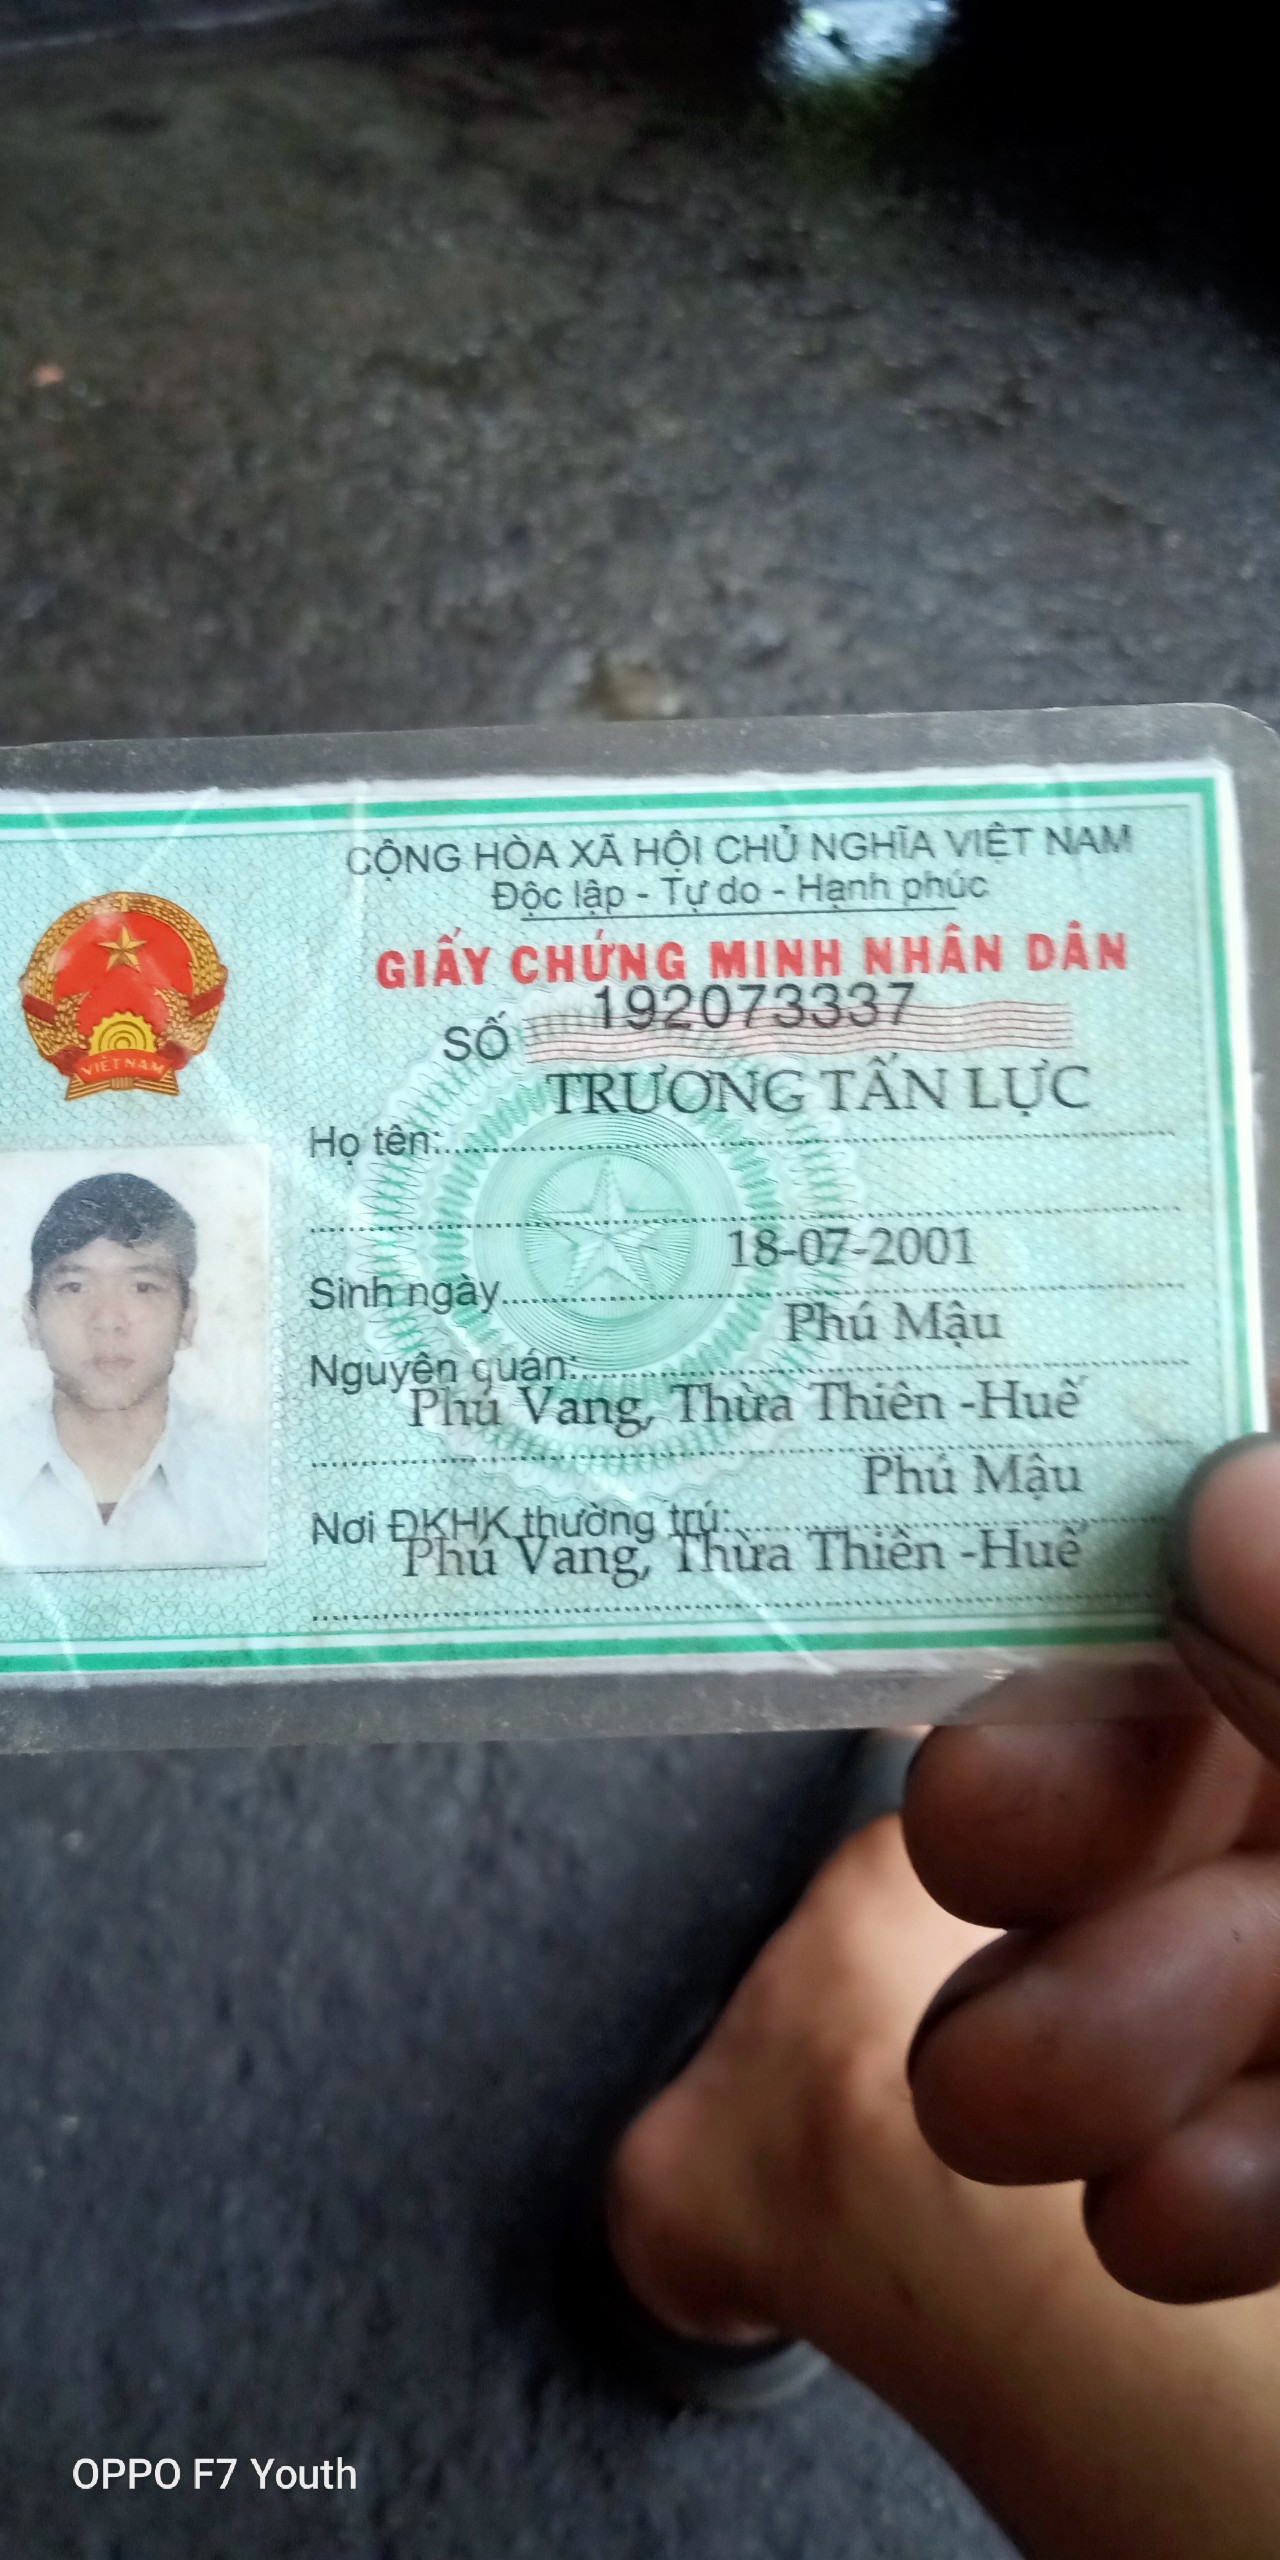 CỘNG HÒA XÃ HỘI CHỦ NGHĨA VIỆT NAM
Độc lập - Tự do - Hạnh phúc
GIẤY CHỨNG MINH NHÂN DÂN
SỐ 192073337
Họ tên: TRƯƠNG TẤN LỰC
Sinh ngày 18-07-2001
Nguyên quán: Phú Mậu
Phú Vang, Thừa Thiên -Huế
Nơi ĐKHK thường trú: Phú Mậu
Phú Vang, Thừa Thiên -Huế
VIỆT NAM
OPPO F7 Youth